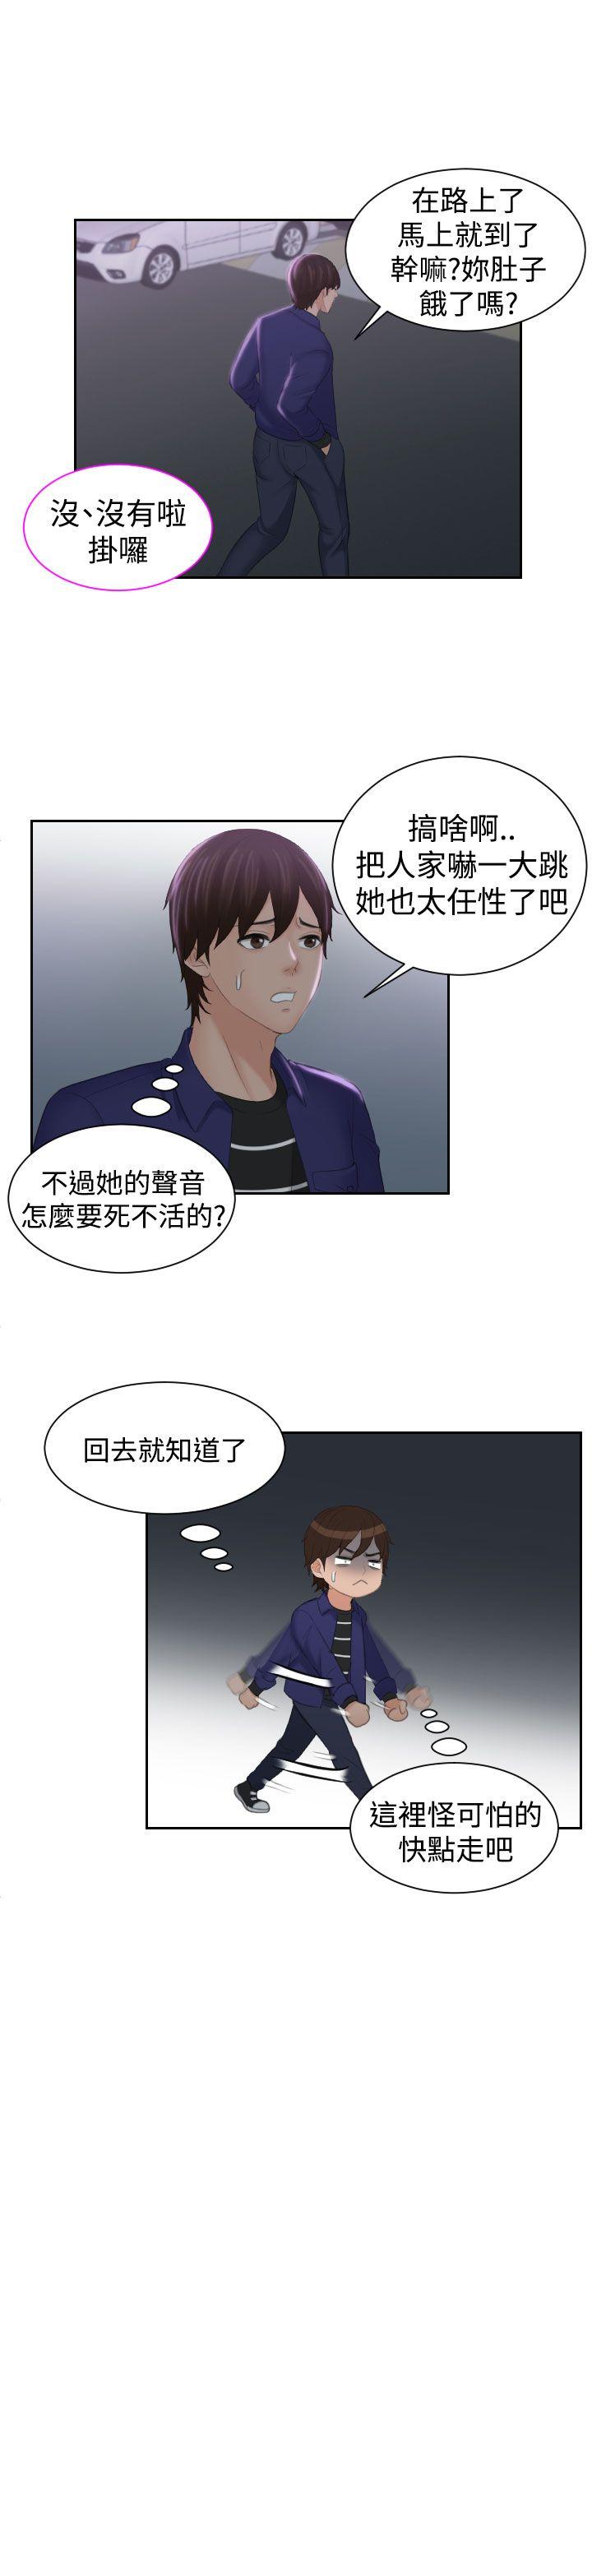 在路上了
馬上就到了
幹嘛?妳肚子
餓了嗎?
沒、沒有啦
掛囉
搞啥啊..
把人家嚇一大跳
她也太任性了吧
不過她的聲音
怎麼要死不活的?
回去就知道了
這裡怪可怕的
快點走吧